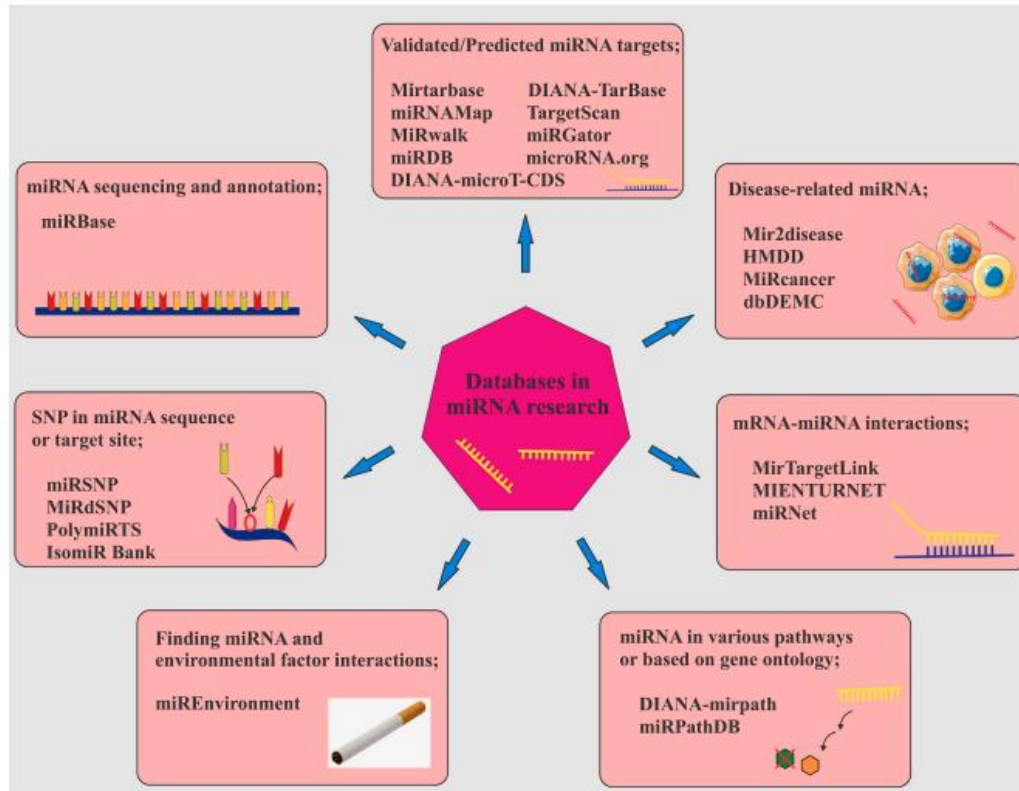 Validated/Predicted miRNA targets;
Mirtarbase DIANA-TarBase
miRNAMap TargetScan
MiRwalk miRGator
miRDB microRNA.org
DIANA-microT-CDS
miRNA sequencing and annotation;
miRBase
Disease-related miRNA;
Mir2disease
HMDD
MiRcancer
dbDEMC
Databases in
miRNA research
SNP in miRNA sequence
or target site;
miRSNP
MiRdSNP
PolymiRTS
IsomiR Bank
mRNA-miRNA interactions;
MirTargetLink
MIENTURNET
miRNet
Finding miRNA and
environmental factor interactions;
miREnvironment
miRNA in various pathways
or based on gene ontology;
DIANA-mirpath
miRPathDB